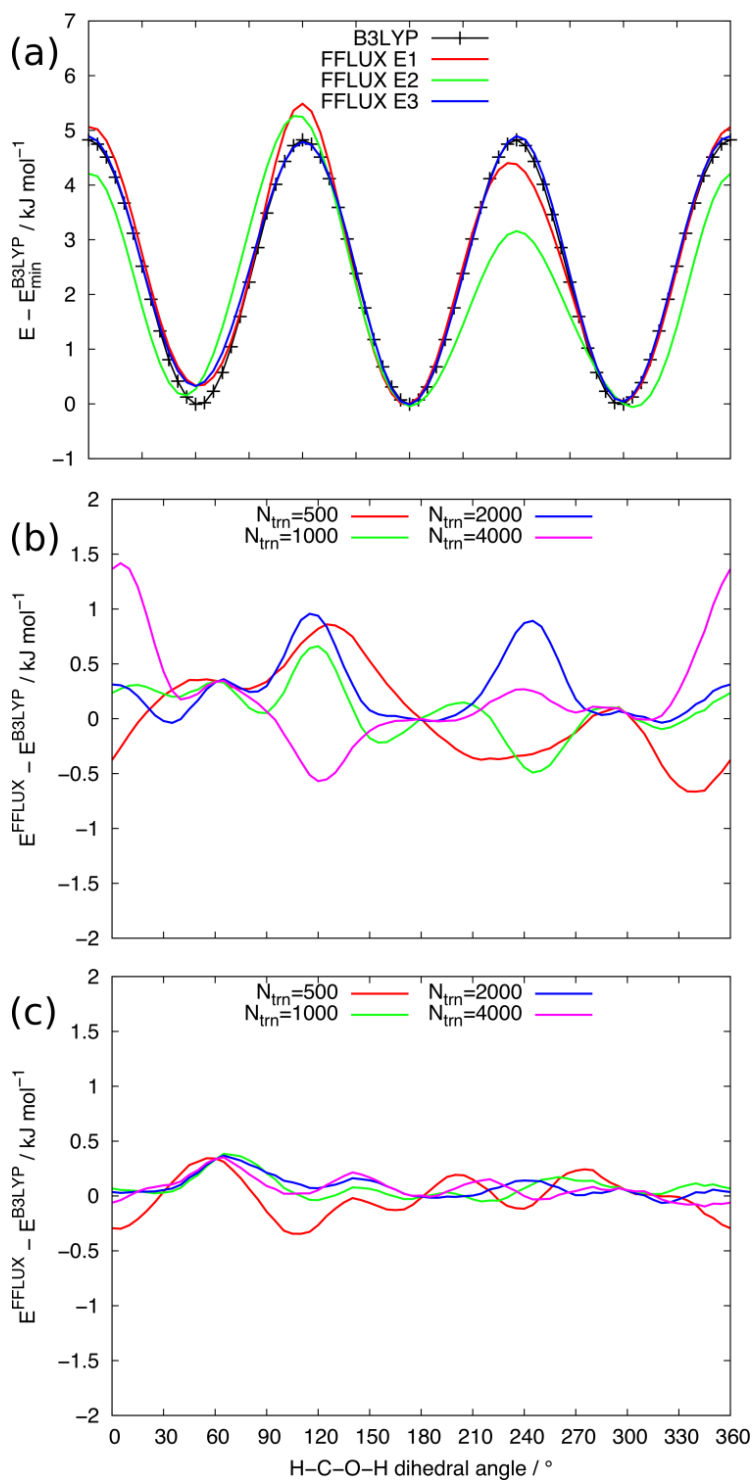 (a)
B3LYP
FFLUX E1
FFLUX E2
FFLUX E3
7
6
5
4
3
2
1
0
−1
E − E_min^B3LYP / kJ mol⁻¹
(b)
N_trn=500 N_trn=2000
N_trn=1000 N_trn=4000
2
1.5
1
0.5
0
−0.5
−1
−1.5
−2
E^FFLUX − E^B3LYP / kJ mol⁻¹
(c)
N_trn=500 N_trn=2000
N_trn=1000 N_trn=4000
2
1.5
1
0.5
0
−0.5
−1
−1.5
−2
E^FFLUX − E^B3LYP / kJ mol⁻¹
0 30 60 90 120 150 180 210 240 270 300 330 360
H−C−O−H dihedral angle / °